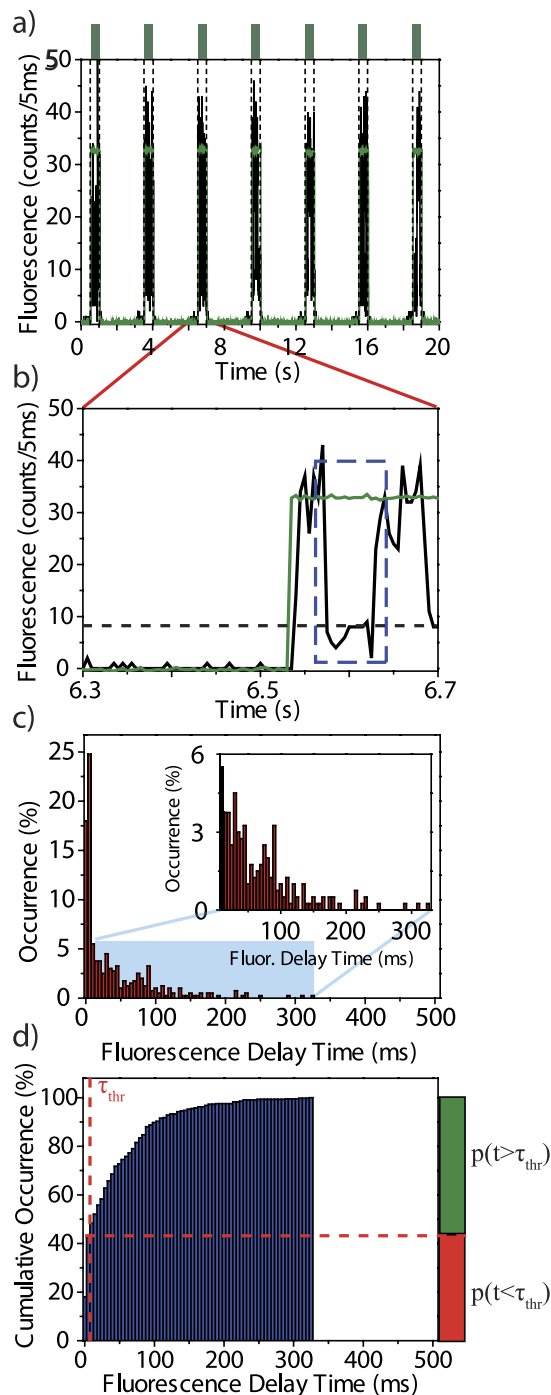 a)
Fluorescence (counts/5ms)
50
40
30
20
10
0
0 4 8 12 16 20
Time (s)
b)
Fluorescence (counts/5ms)
50
40
30
20
10
0
6.3 6.5 6.7
Time (s)
c)
Occurrence (%)
25
20
15
10
5
0
Occurrence (%)
6
3
0
100 200 300
Fluor. Delay Time (ms)
0 100 200 300 400 500
Fluorescence Delay Time (ms)
d)
Cumulative Occurrence (%)
100
80
60
40
20
0
τthr
p(t>τthr)
p(t<τthr)
0 100 200 300 400 500
Fluorescence Delay Time (ms)